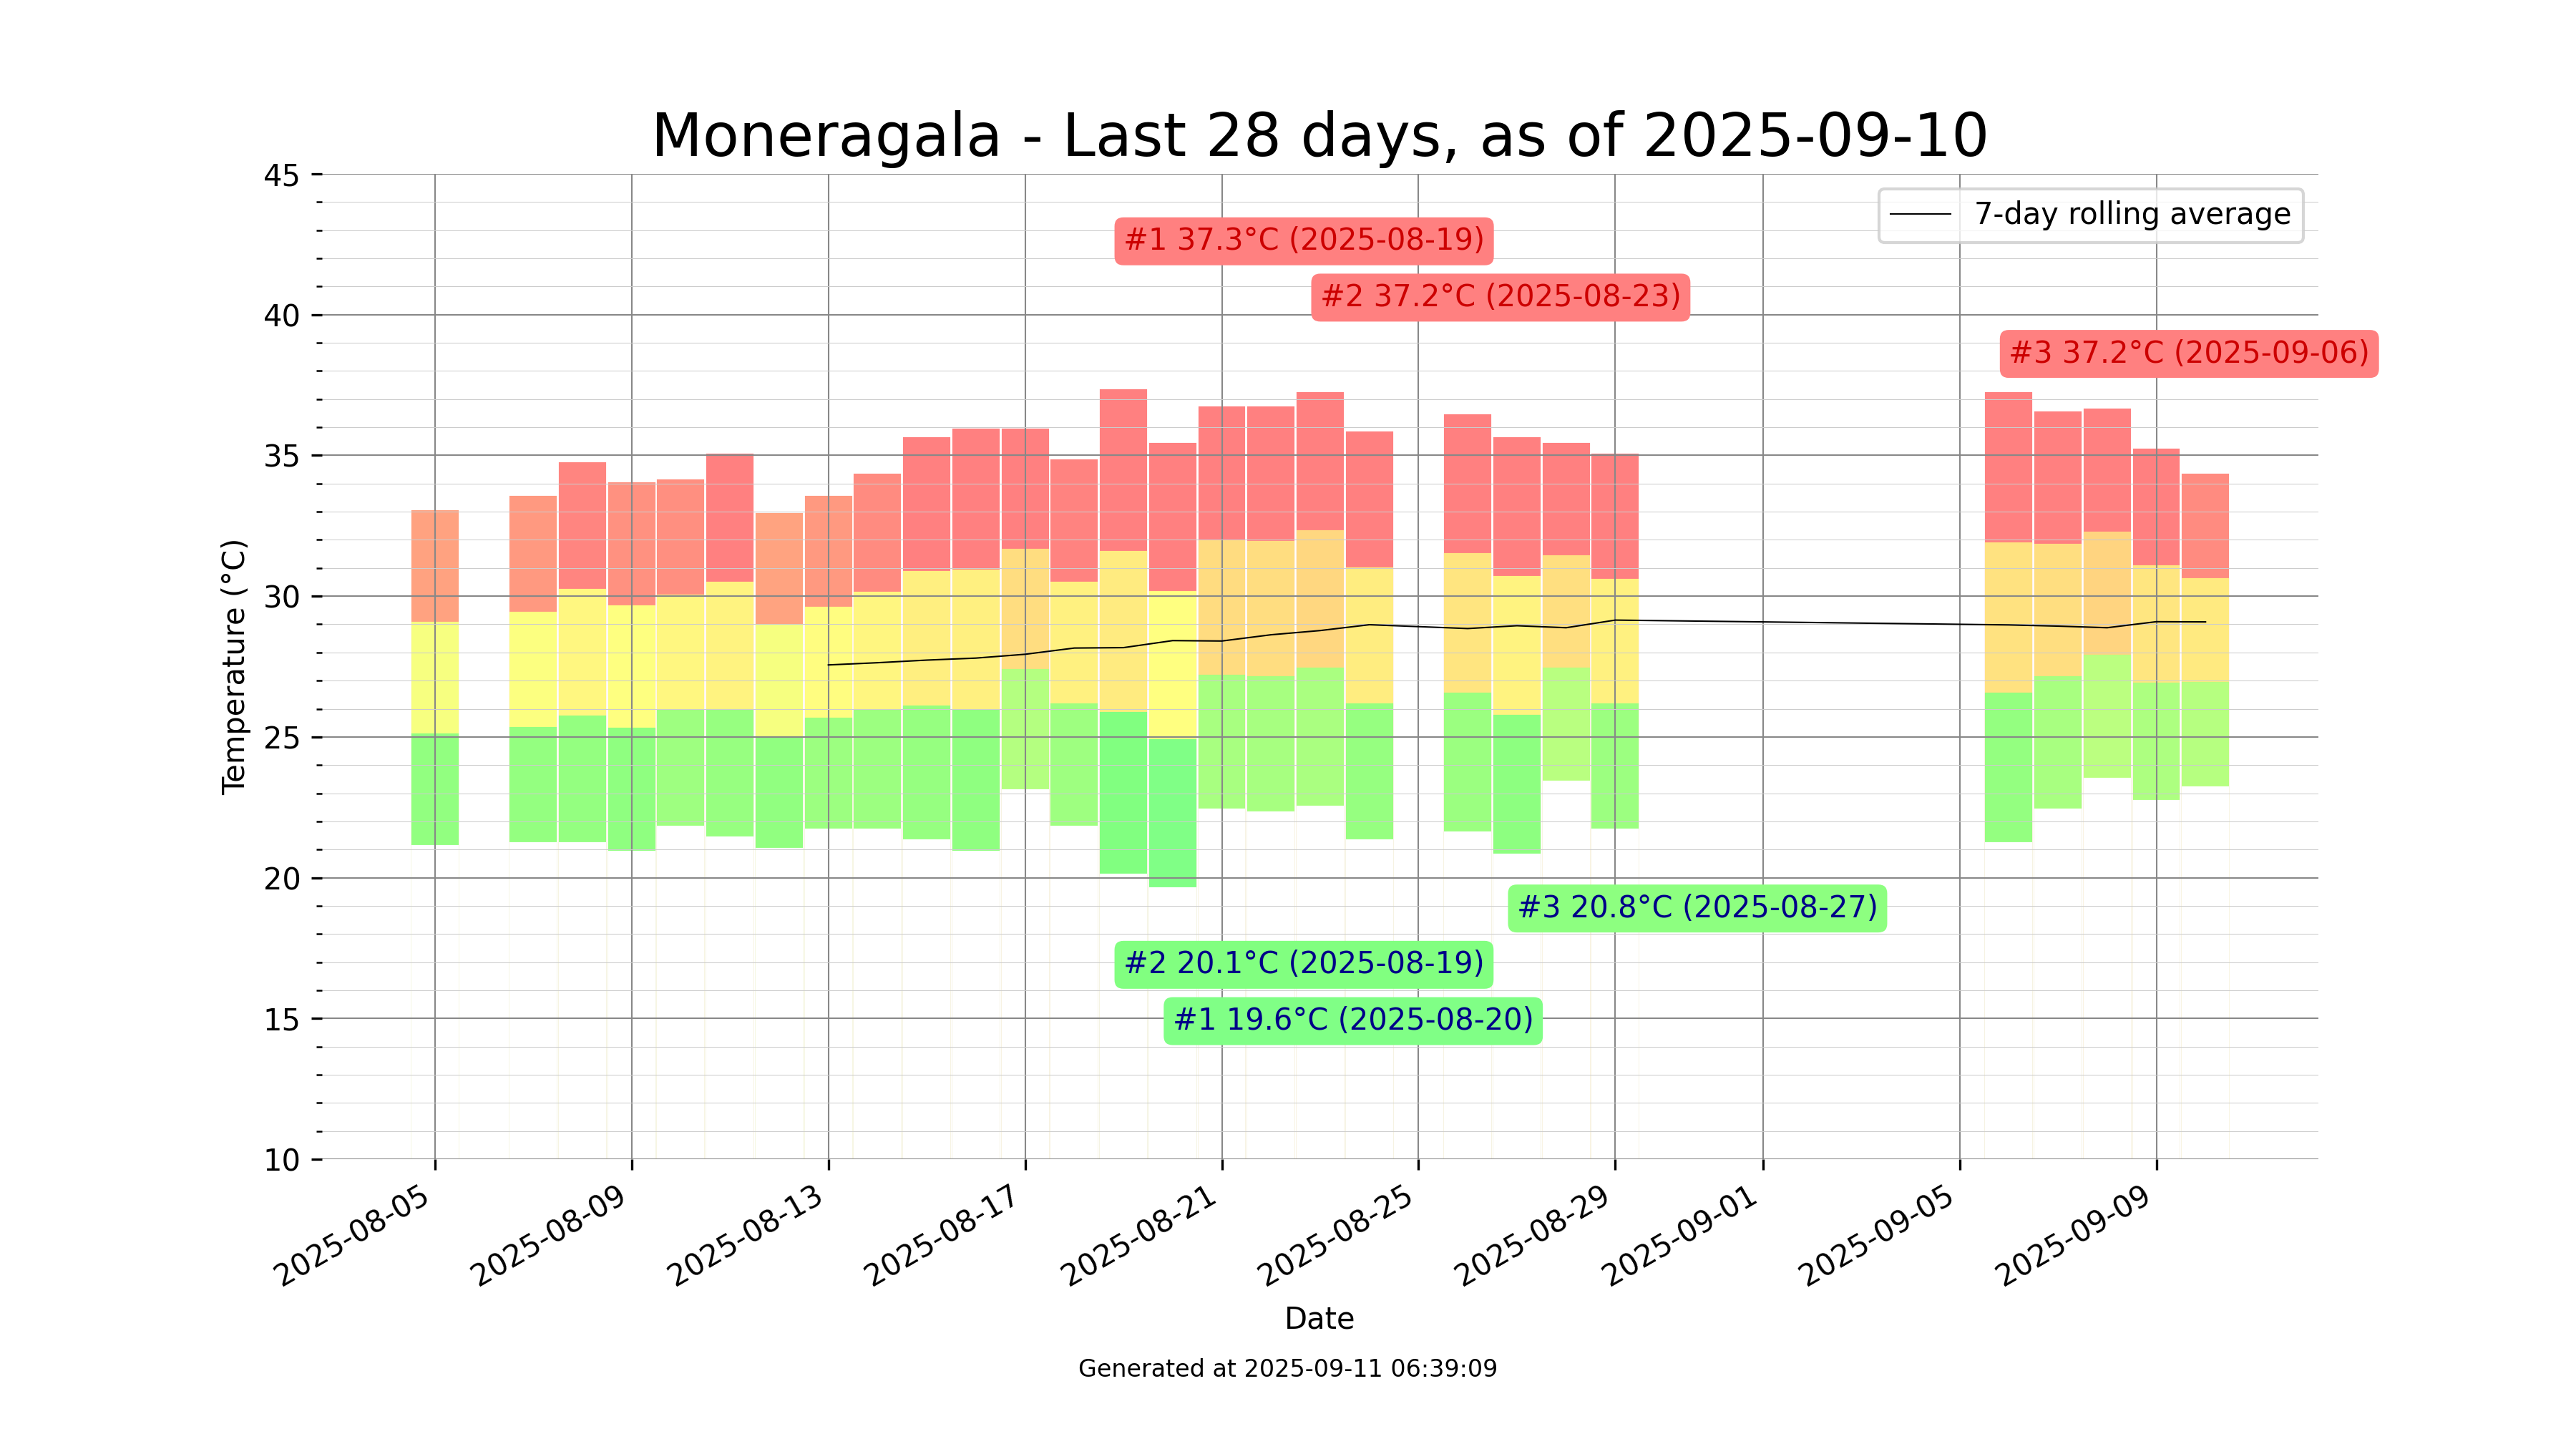 Moneragala - Last 28 days, as of 2025-09-10
45
40
35
30
25
20
15
10
Temperature (°C)
7-day rolling average
#1 37.3°C (2025-08-19)
#2 37.2°C (2025-08-23)
#3 37.2°C (2025-09-06)
#3 20.8°C (2025-08-27)
#2 20.1°C (2025-08-19)
#1 19.6°C (2025-08-20)
2025-08-05
2025-08-09
2025-08-13
2025-08-17
2025-08-21
2025-08-25
2025-08-29
2025-09-01
2025-09-05
2025-09-09
Date
Generated at 2025-09-11 06:39:09